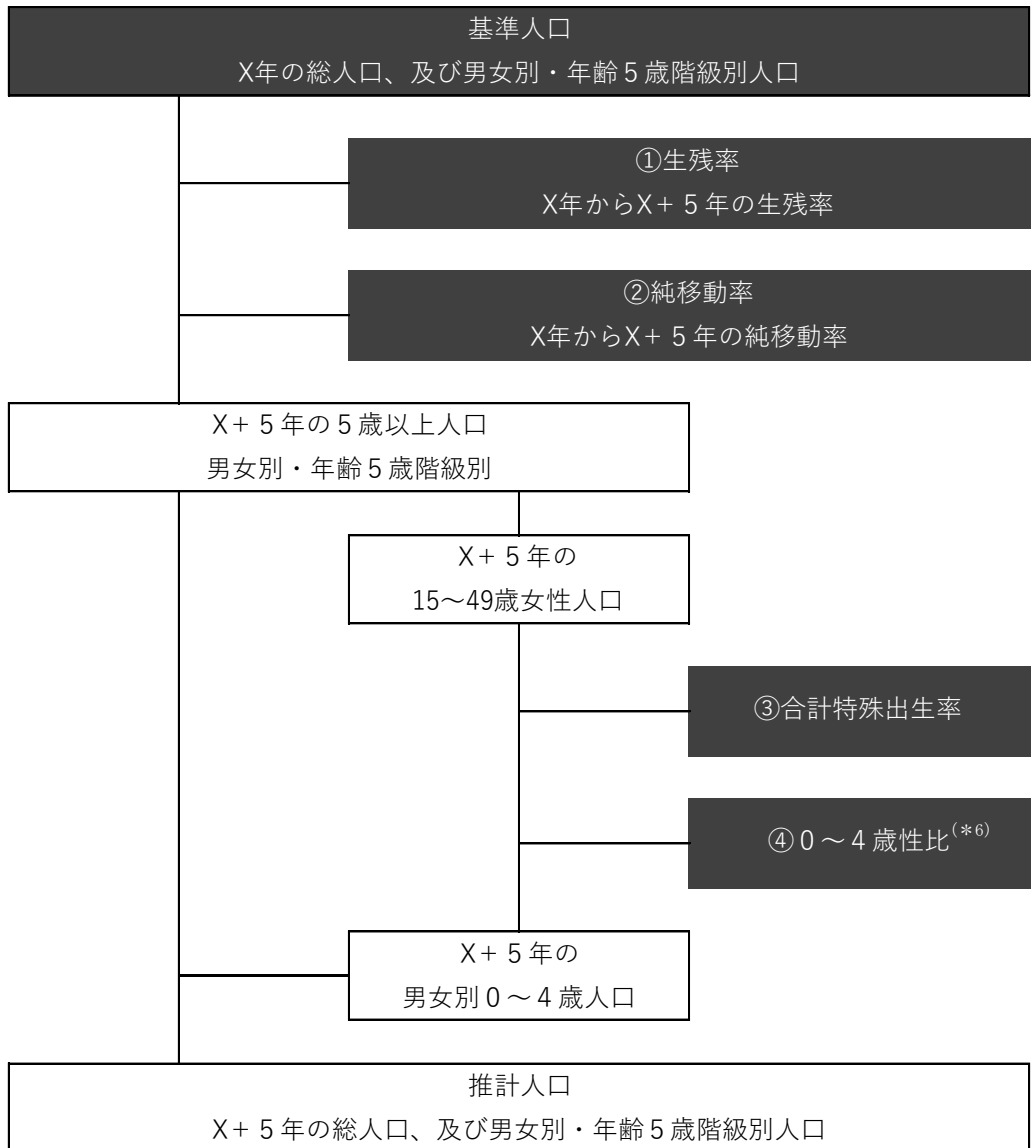 基準人口
X年の総人口、及び男女別・年齢５歳階級別人口
①生残率
X年からX＋５年の生残率
②純移動率
X年からX＋５年の純移動率
X＋５年の５歳以上人口
男女別・年齢５歳階級別
X＋５年の
15～49歳女性人口
③合計特殊出生率
④０～４歳性比(*6)
X＋５年の
男女別０～４歳人口
推計人口
X＋５年の総人口、及び男女別・年齢５歳階級別人口